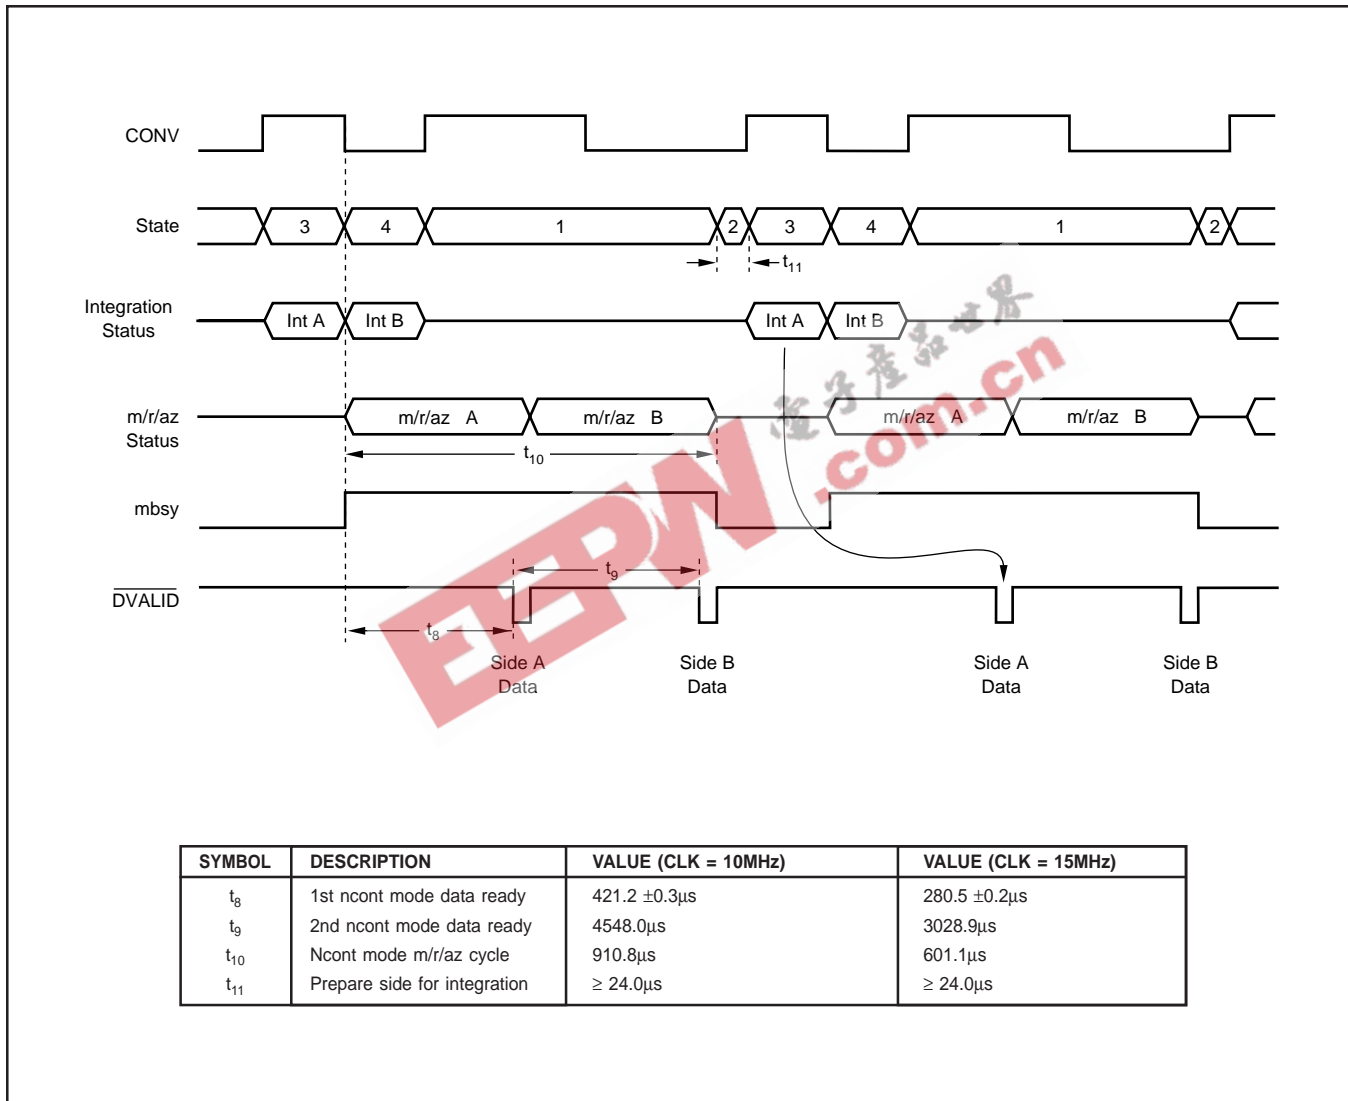 CONV
State
3 4 1 2 3 4 1 2
t11
Integration
Status
Int A Int B Int A Int B
m/r/az
Status
m/r/az A m/r/az B m/r/az A m/r/az B
t10
mbsy
DVALID
t9
t8
Side A
Data
Side B
Data
Side A
Data
Side B
Data
EEPW
.com.cn
電子產品世界
SYMBOL DESCRIPTION VALUE (CLK = 10MHz) VALUE (CLK = 15MHz)
t8 1st ncont mode data ready 421.2 ±0.3µs 280.5 ±0.2µs
t9 2nd ncont mode data ready 4548.0µs 3028.9µs
t10 Ncont mode m/r/az cycle 910.8µs 601.1µs
t11 Prepare side for integration ≥ 24.0µs ≥ 24.0µs